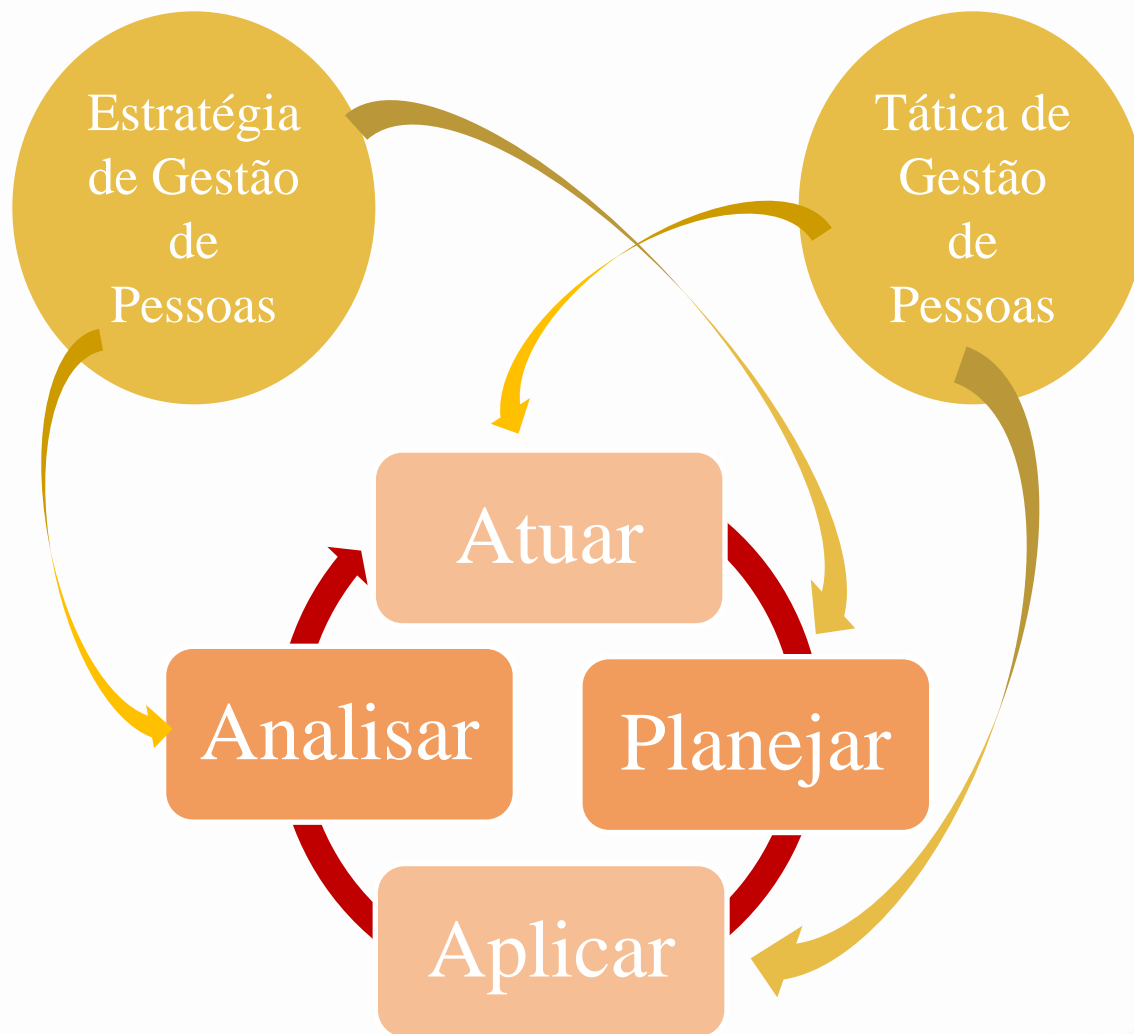 Estratégia
de Gestão
de
Pessoas
Tática de
Gestão
de
Pessoas
Atuar
Analisar
Planejar
Aplicar